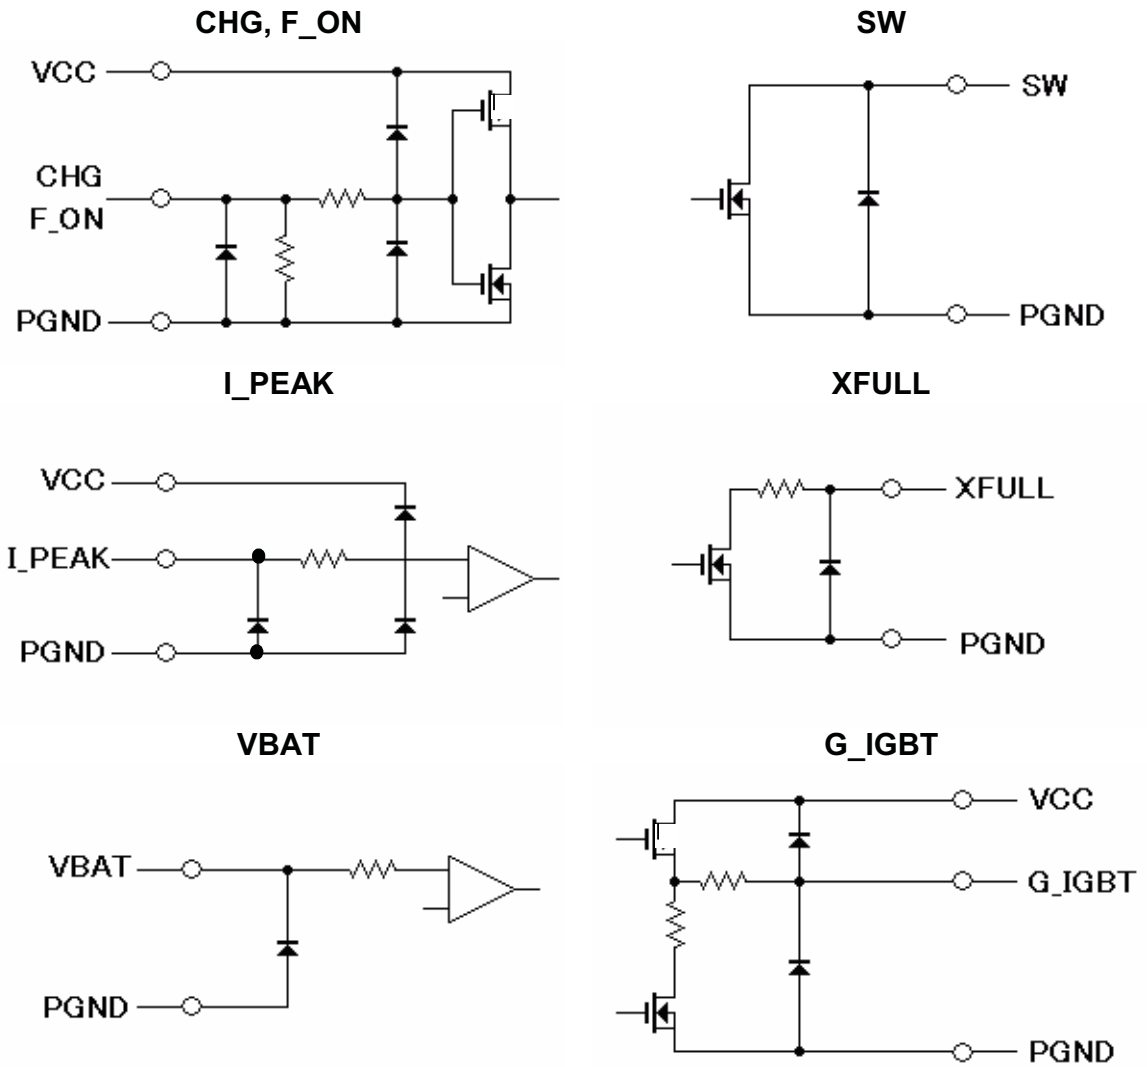 CHG, F_ON
VCC
CHG
F_ON
PGND
SW
SW
PGND
I_PEAK
VCC
I_PEAK
PGND
XFULL
XFULL
PGND
VBAT
VBAT
PGND
G_IGBT
VCC
G_IGBT
PGND